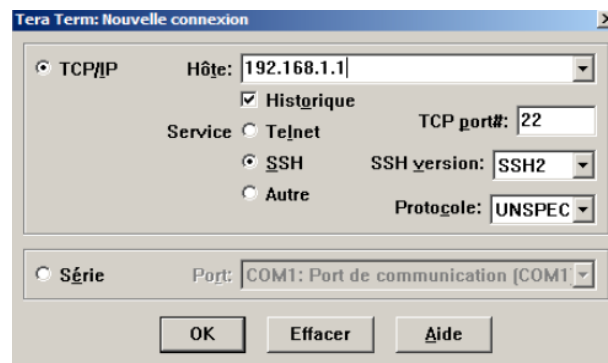 Tera Term: Nouvelle connexion
TCP/IP Hôte: 192.168.1.1
Historique
Service Telnet TCP port#: 22
SSH SSH version: SSH2
Autre Protocole: UNSPEC
Série Port: COM1: Port de communication (COM1
OK Effacer Aide